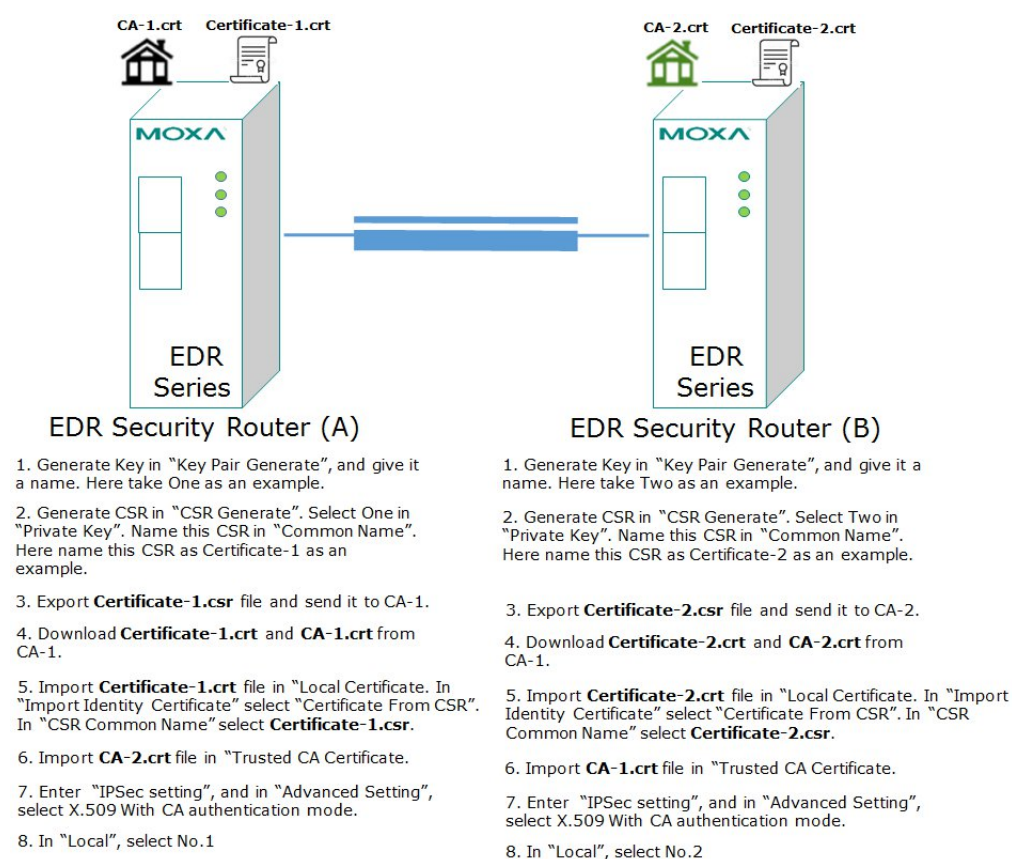 CA-1.crt Certificate-1.crt
CA-2.crt Certificate-2.crt
MOXA
MOXA
EDR
Series
EDR
Series
EDR Security Router (A)
1. Generate Key in “Key Pair Generate”, and give it
a name. Here take One as an example.
2. Generate CSR in “CSR Generate”. Select One in
“Private Key”. Name this CSR in “Common Name”.
Here name this CSR as Certificate-1 as an
example.
3. Export Certificate-1.csr file and send it to CA-1.
4. Download Certificate-1.crt and CA-1.crt from
CA-1.
5. Import Certificate-1.crt file in “Local Certificate. In
“Import Identity Certificate” select “Certificate From CSR”.
In “CSR Common Name” select Certificate-1.csr.
6. Import CA-2.crt file in “Trusted CA Certificate.
7. Enter “IPSec setting”, and in “Advanced Setting”,
select X.509 With CA authentication mode.
8. In “Local”, select No.1
EDR Security Router (B)
1. Generate Key in “Key Pair Generate”, and give it a
name. Here take Two as an example.
2. Generate CSR in “CSR Generate”. Select Two in
“Private Key”. Name this CSR in “Common Name”.
Here name this CSR as Certificate-2 as an example.
3. Export Certificate-2.csr file and send it to CA-2.
4. Download Certificate-2.crt and CA-2.crt from
CA-1.
5. Import Certificate-2.crt file in “Local Certificate. In “Import
Identity Certificate” select “Certificate From CSR”. In “CSR
Common Name” select Certificate-2.csr.
6. Import CA-1.crt file in “Trusted CA Certificate.
7. Enter “IPSec setting”, and in “Advanced Setting”,
select X.509 With CA authentication mode.
8. In “Local”, select No.2